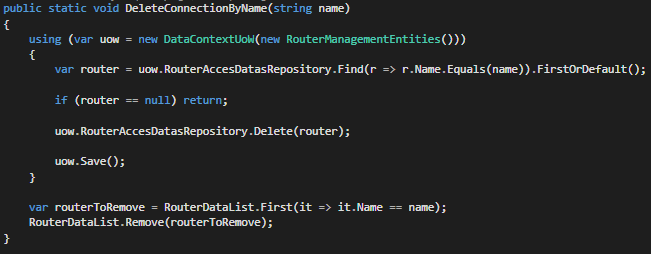 public static void DeleteConnectionByName(string name)
{
    using (var uow = new DataContextUoW(new RouterManagementEntities()))
    {
        var router = uow.RouterAccesDatasRepository.Find(r => r.Name.Equals(name)).FirstOrDefault();
        if (router == null) return;
        uow.RouterAccesDatasRepository.Delete(router);
        uow.Save();
    }
    var routerToRemove = RouterDataList.First(it => it.Name == name);
    RouterDataList.Remove(routerToRemove);
}